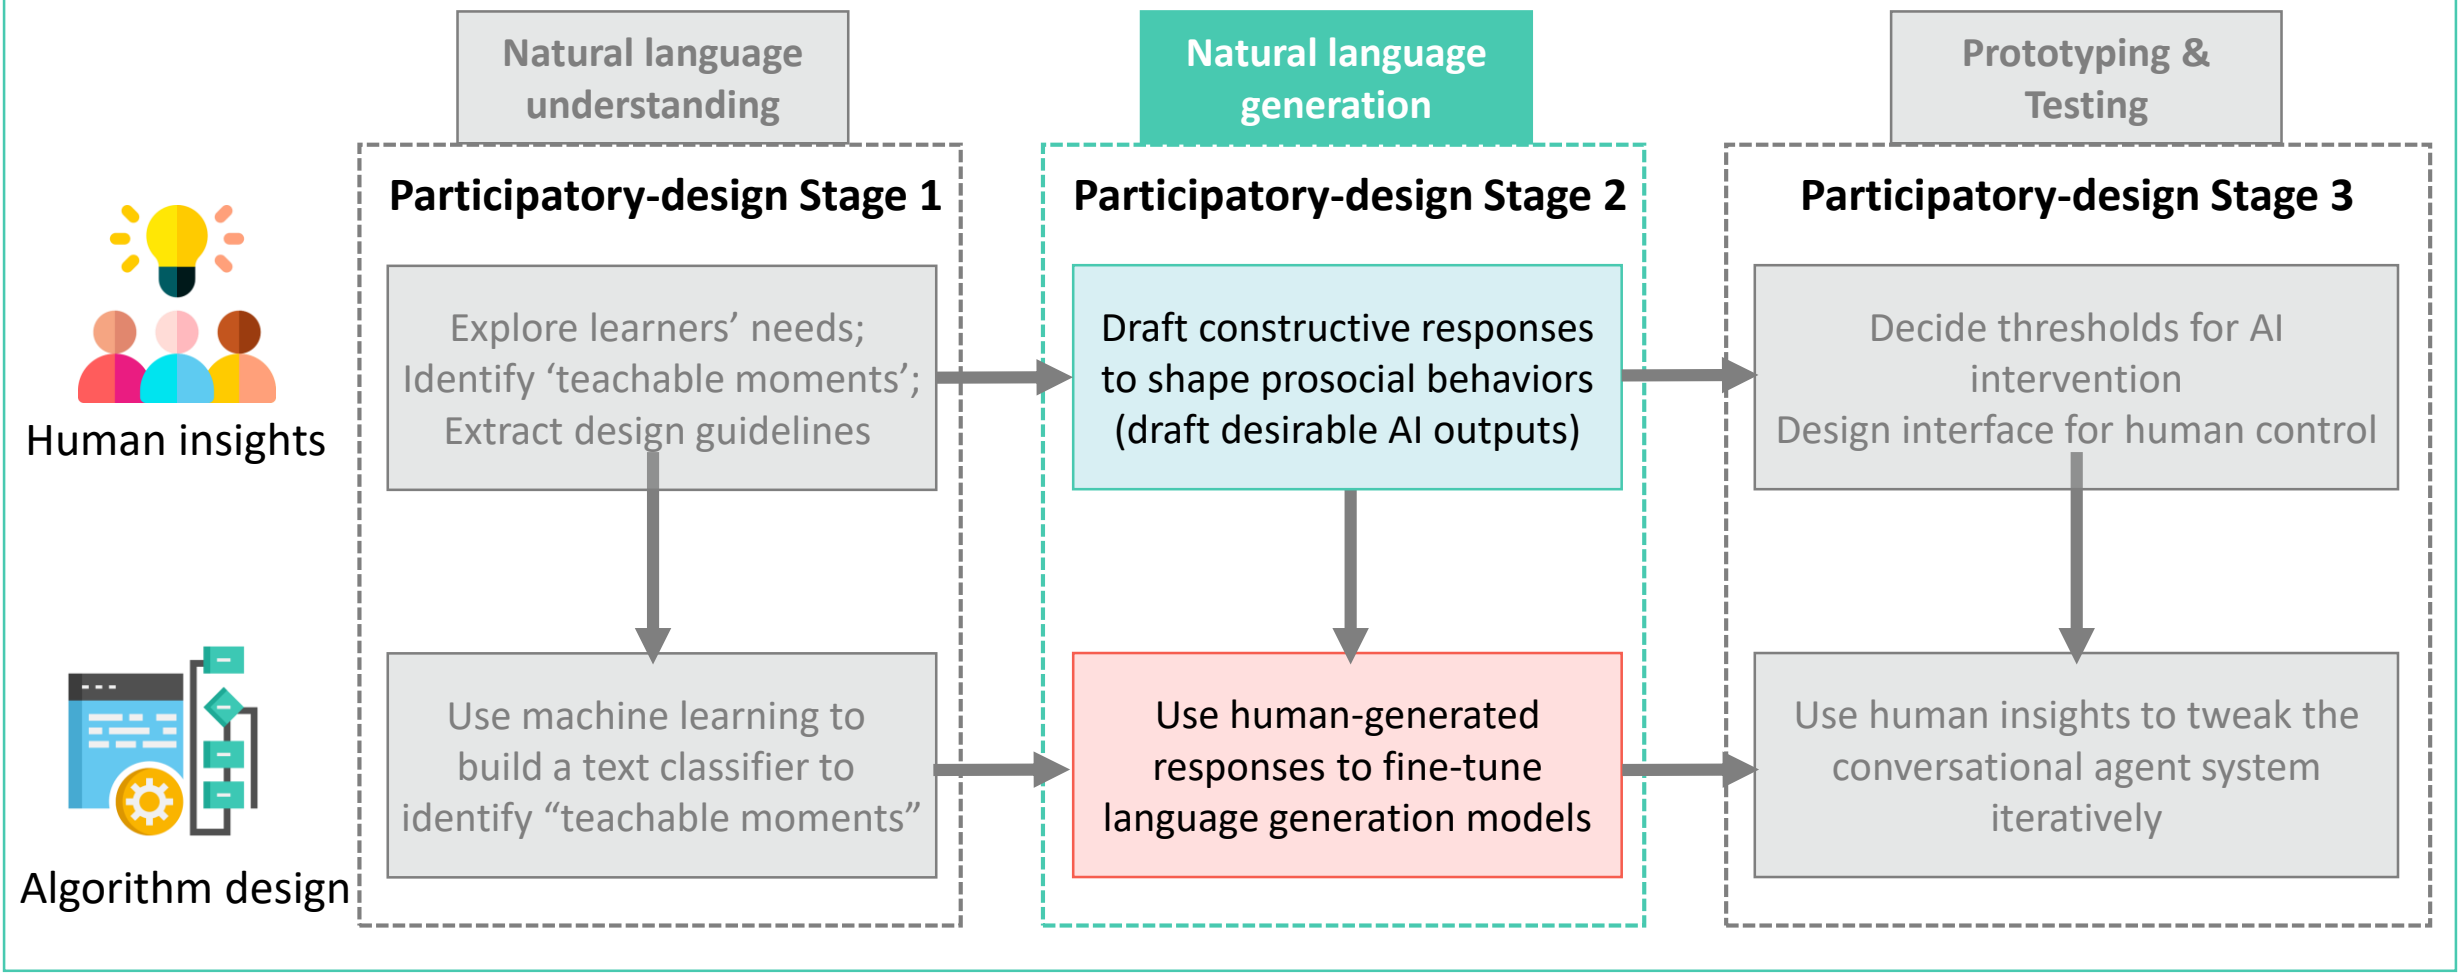 Natural language
understanding
Natural language
generation
Prototyping &
Testing
Participatory-design Stage 1
Participatory-design Stage 2
Participatory-design Stage 3
Human insights
Explore learners’ needs;
Identify ‘teachable moments’;
Extract design guidelines
Draft constructive responses
to shape prosocial behaviors
(draft desirable AI outputs)
Decide thresholds for AI
intervention
Design interface for human control
Algorithm design
Use machine learning to
build a text classifier to
identify “teachable moments”
Use human-generated
responses to fine-tune
language generation models
Use human insights to tweak the
conversational agent system
iteratively